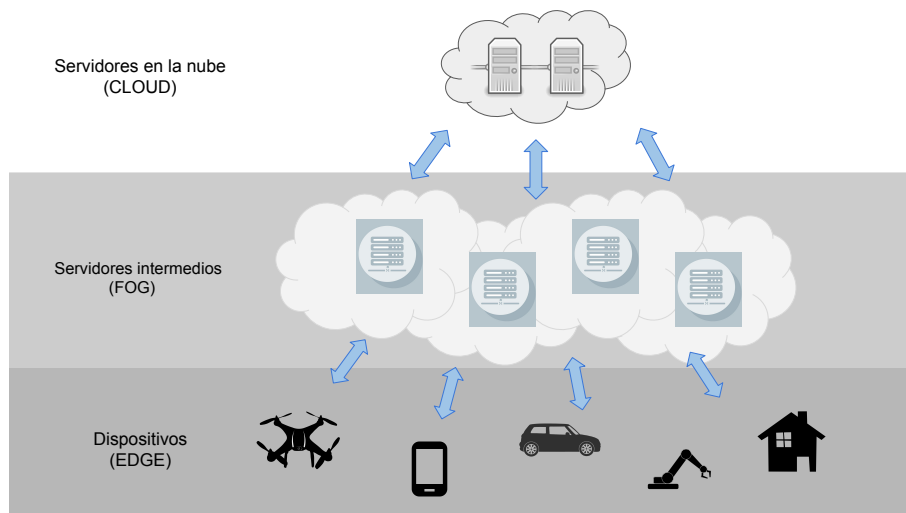 Servidores en la nube
(CLOUD)
Servidores intermedios
(FOG)
Dispositivos
(EDGE)